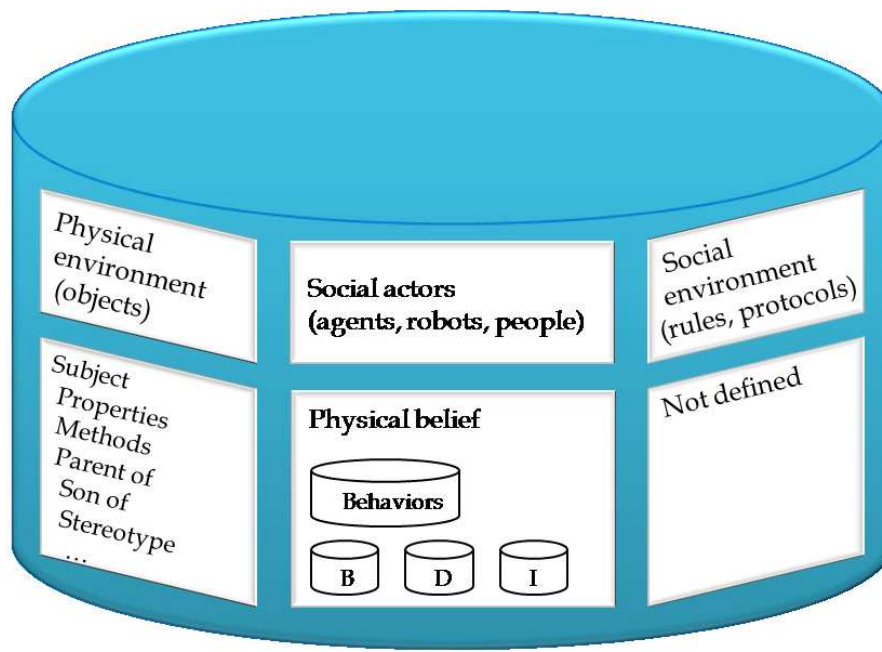 Physical
environment
(objects)
Social actors
(agents, robots, people)
Social
environment
(rules, protocols)
Subject
Properties
Methods
Parent of
Son of
Stereotype
...
Physical belief
Behaviors
B D I
Not defined